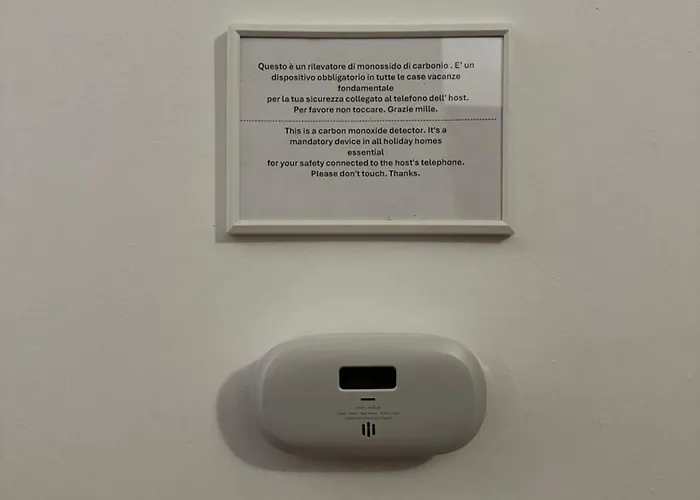 Questo è un rilevatore di monossido di carbonio . E' un
dispositivo obbligatorio in tutte le case vacanze
fondamentale
per la tua sicurezza collegato al telefono dell' host.
Per favore non toccare. Grazie mille.
This is a carbon monoxide detector. It's a
mandatory device in all holiday homes
essential
for your safety connected to the host's telephone.
Please don't touch. Thanks.